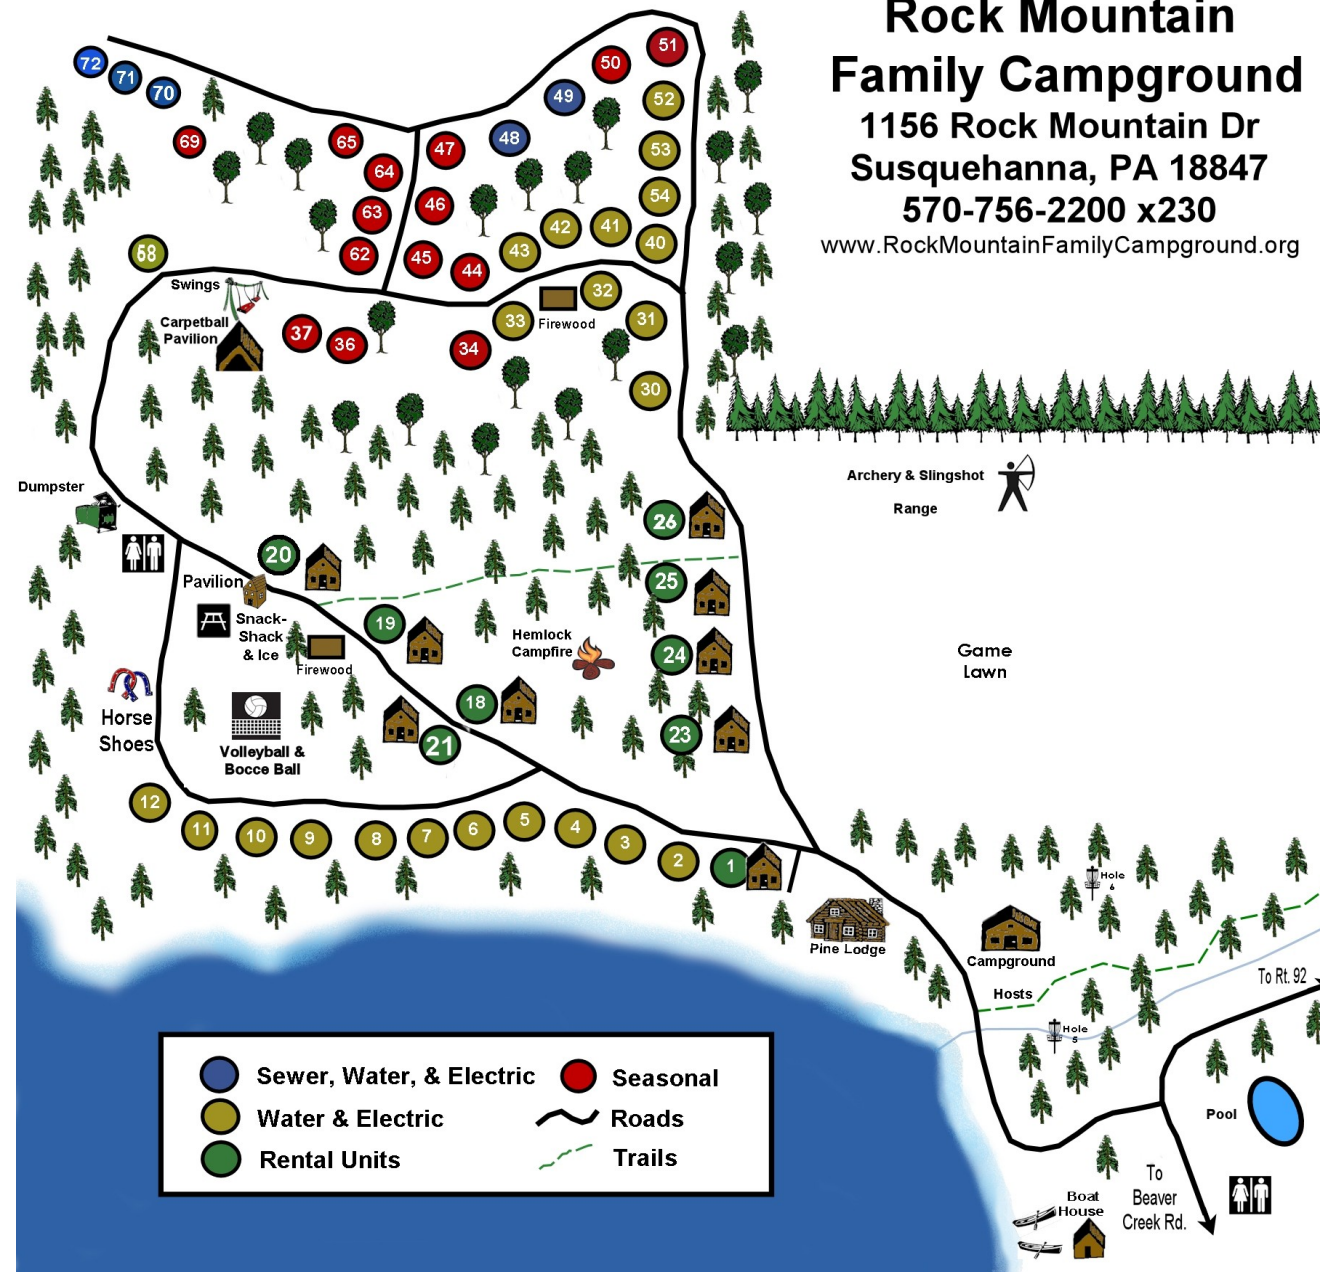 Rock Mountain
Family Campground
1156 Rock Mountain Dr
Susquehanna, PA 18847
570-756-2200 x230
www.RockMountainFamilyCampground.org
72
71
70
69
65
64
63
62
47
46
45
44
48
49
50
51
52
53
54
40
41
42
43
68
Swings
Carpetball
Pavilion
37
36
34
33
Firewood
32
31
30
Archery & Slingshot
Range
Dumpster
26
20
Pavilion
25
Snack-
Shack
& Ice
Firewood
19
Hemlock
Campfire
24
Game
Lawn
Horse
Shoes
18
21
23
Volleyball &
Bocce Ball
12
11
10
9
8
7
6
5
4
3
2
1
Hole
6
Pine Lodge
Campground
Hosts
To Rt. 92
Hole
5
Pool
To
Beaver
Creek Rd.
Boat
House
Sewer, Water, & Electric
Water & Electric
Rental Units
Seasonal
Roads
Trails